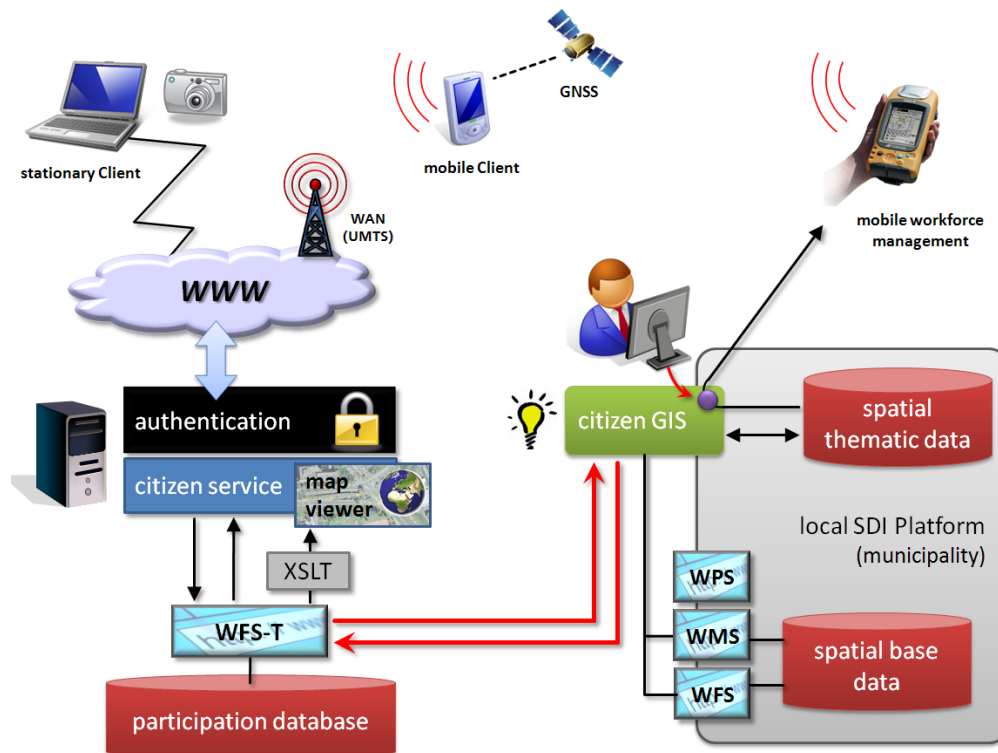 GNSS
stationary Client
mobile Client
WAN
(UMTS)
mobile workforce
management
WWW
authentication
citizen service
map
viewer
citizen GIS
spatial
thematic data
local SDI Platform
(municipality)
XSLT
WPS
WFS-T
WMS
WFS
spatial base
data
participation database